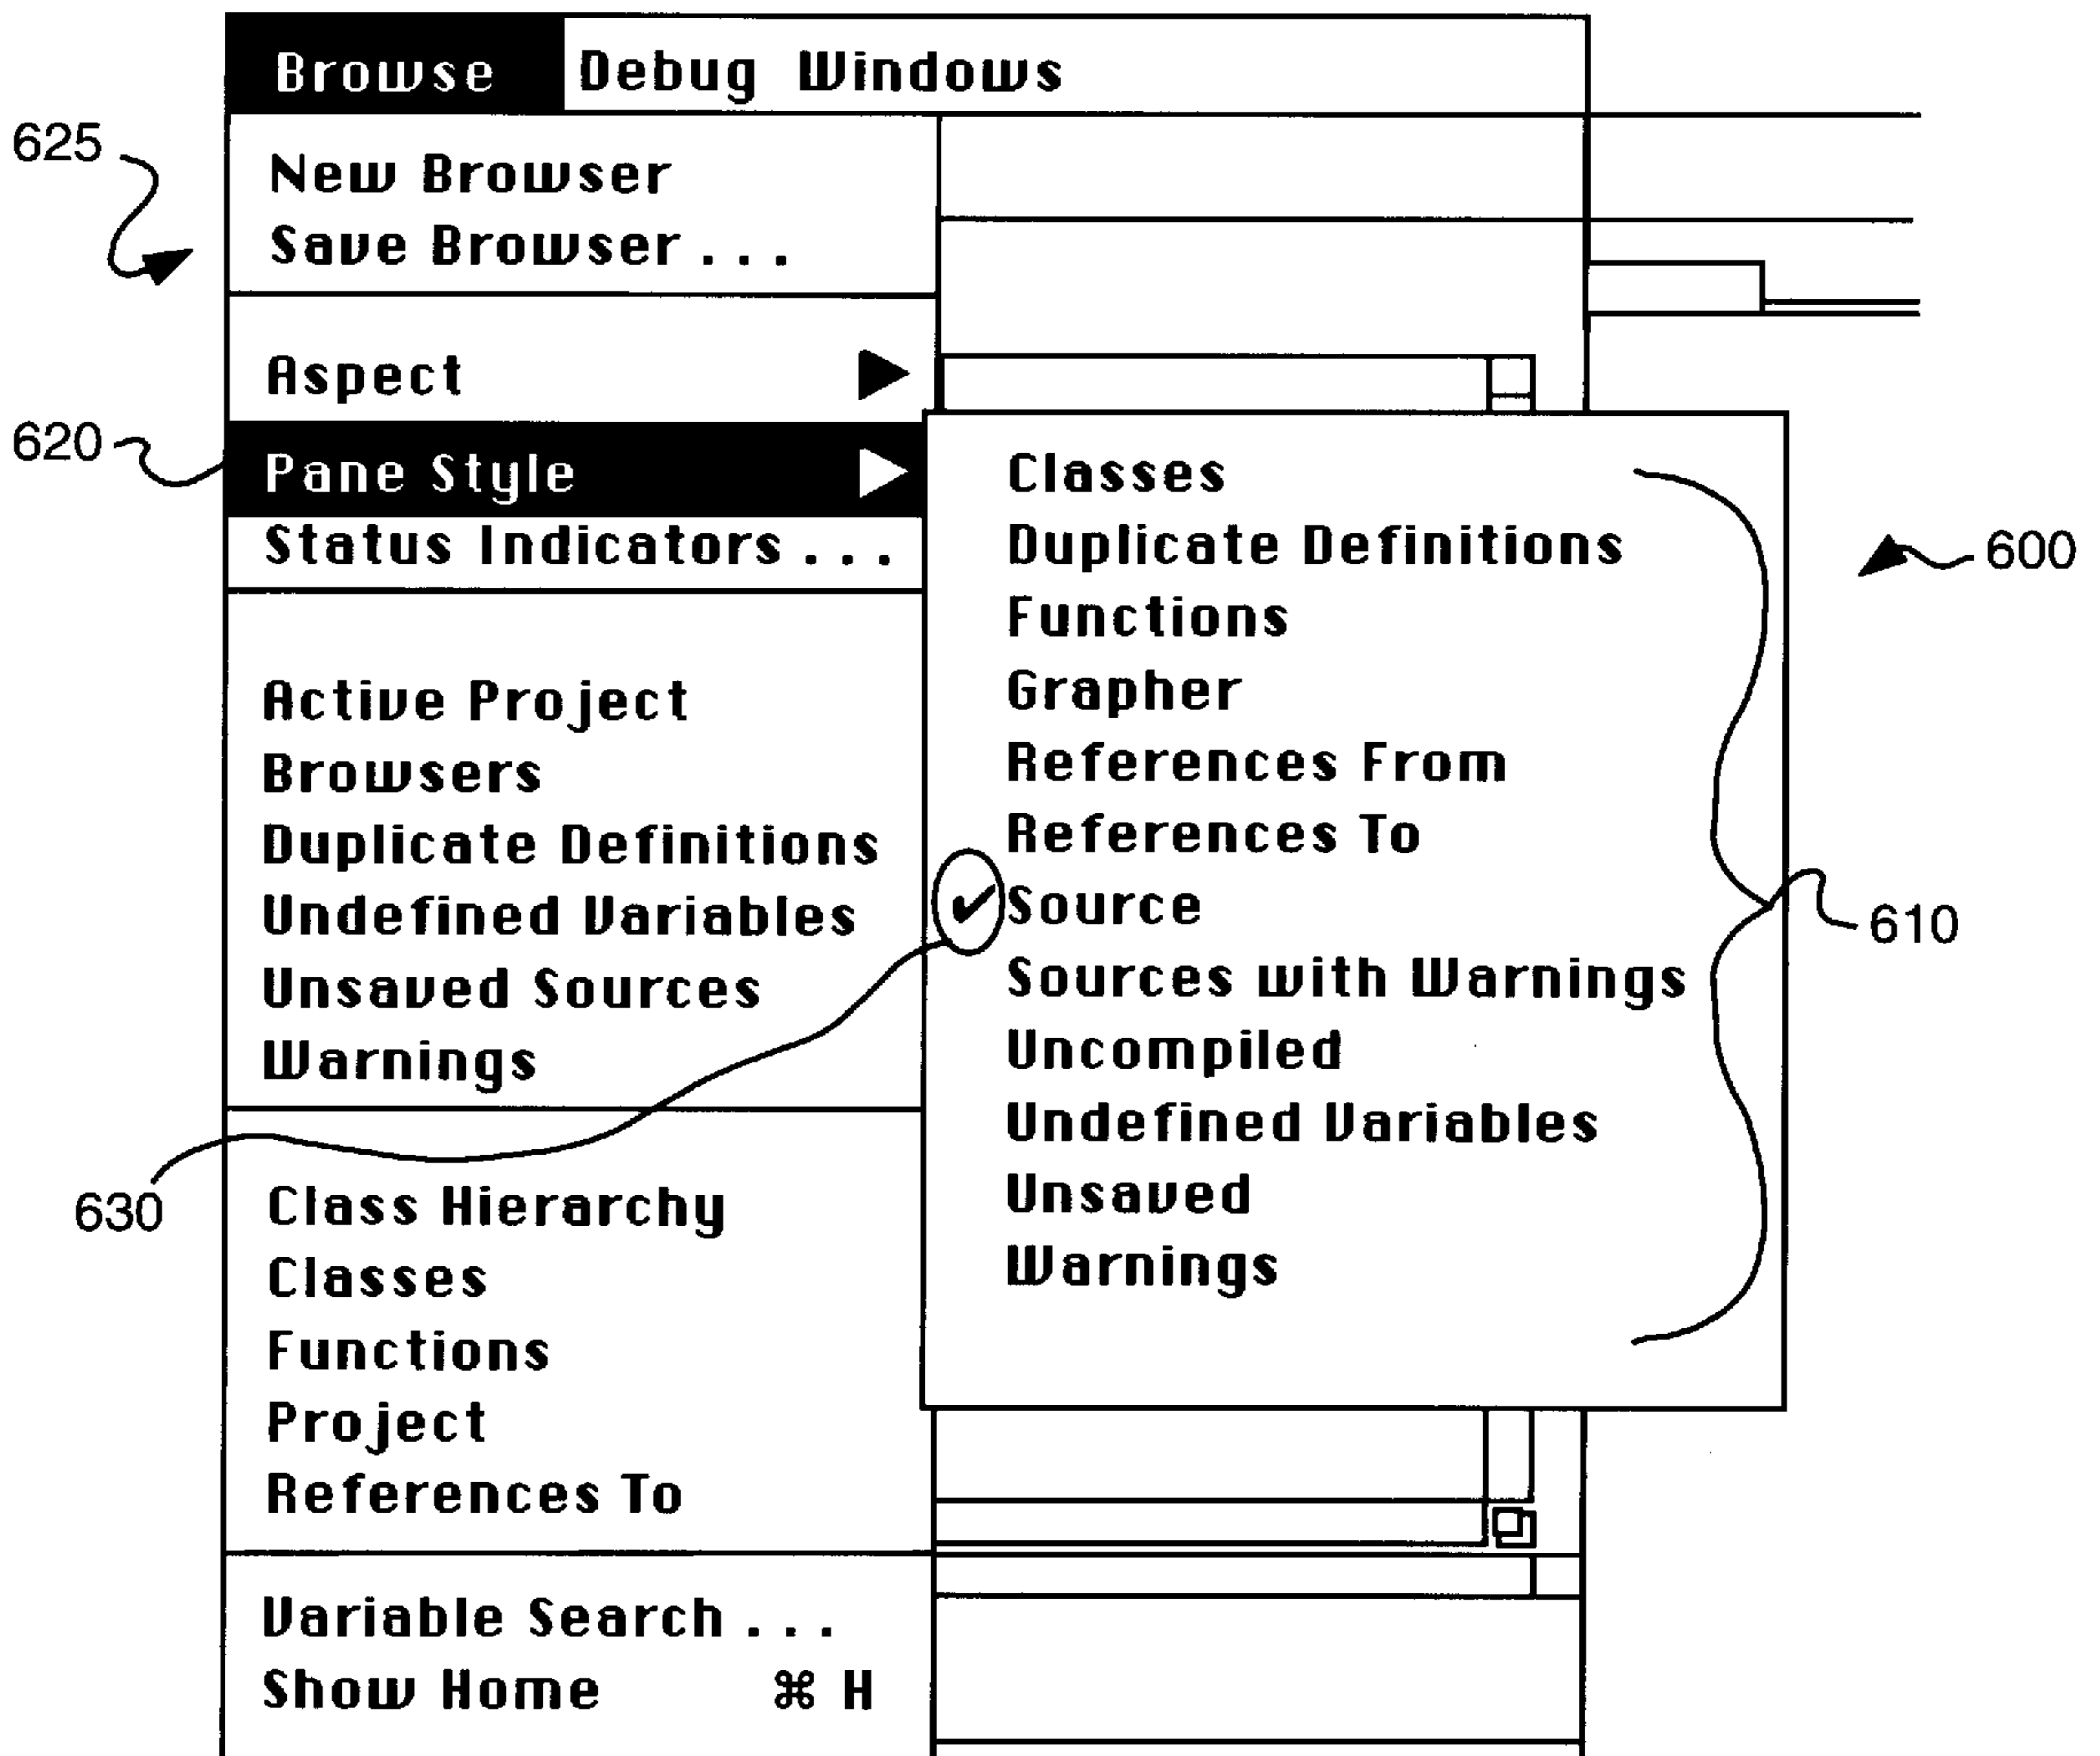 Browse Debug Windows
625
New Browser
Save Browser . . .
Aspect
620
Pane Style
Status Indicators . . .
Active Project
Browsers
Duplicate Definitions
Undefined Variables
Unsaved Sources
Warnings
630
Class Hierarchy
Classes
Functions
Project
References To
Variable Search . . .
Show Home ⌘ H
Classes
Duplicate Definitions
Functions
Grapher
References From
References To
✓Source
Sources with Warnings
Uncompiled
Undefined Variables
Unsaved
Warnings
600
610